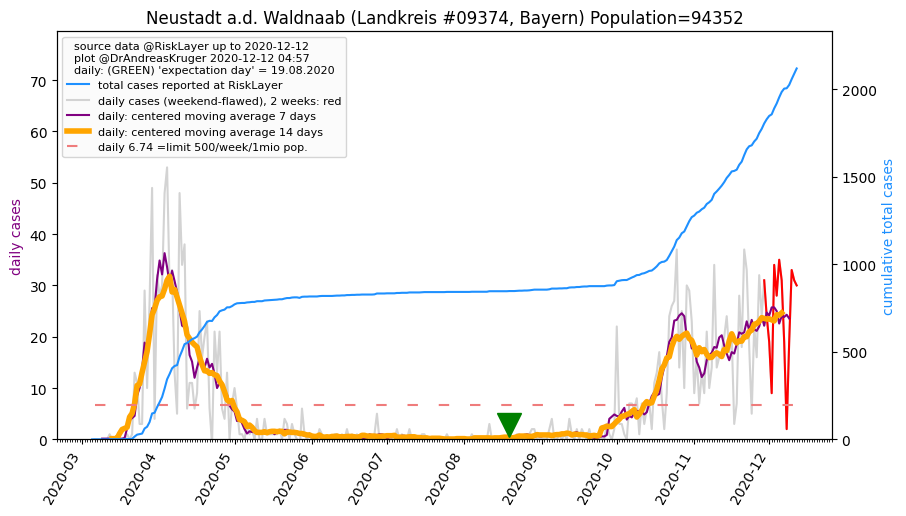 Neustadt a.d. Waldnaab (Landkreis #09374, Bayern) Population=94352
source data @RiskLayer up to 2020-12-12
plot @DrAndreasKruger 2020-12-12 04:57
daily: (GREEN) 'expectation day' = 19.08.2020
total cases reported at RiskLayer
daily cases (weekend-flawed), 2 weeks: red
daily: centered moving average 7 days
daily: centered moving average 14 days
daily 6.74 =limit 500/week/1mio pop.
daily cases
70
60
50
40
30
20
10
0
2000
1500
1000
500
0
cumulative total cases
2020-03
2020-04
2020-05
2020-06
2020-07
2020-08
2020-09
2020-10
2020-11
2020-12